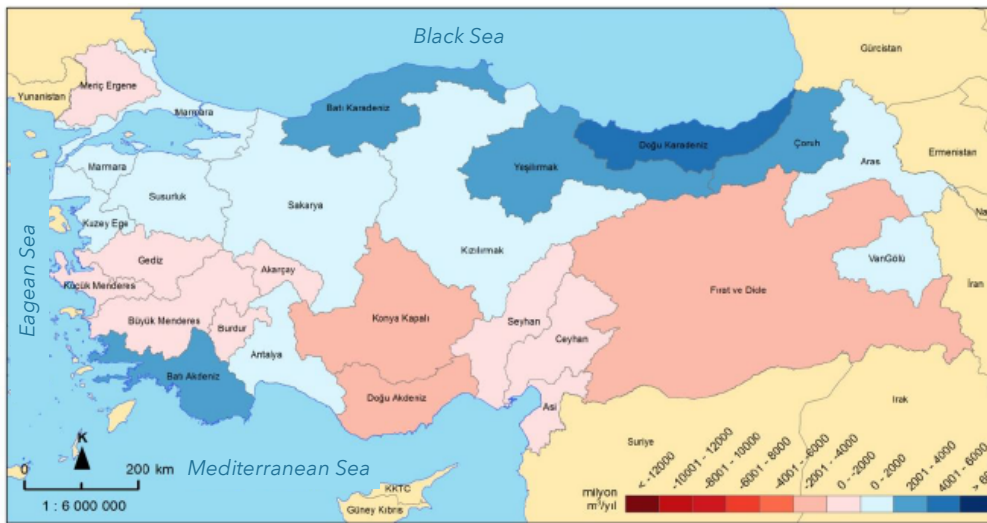 Black Sea
Gürcistan
Meriç Ergene
Yunanistan
Batı Karadeniz
Marmara
Doğu Karadeniz
Çoruh
Ermenistan
Yeşilırmak
Aras
Marmara
Susurluk
Sakarya
Kuzey Ege
Kızılırmak
VanGölü
Gediz
Akarçay
İran
Eagean Sea
Küçük Menderes
Fırat ve Dicle
Büyük Menderes
Burdur
Konya Kapalı
Seyhan
Ceyhan
Antalya
Batı Akdeniz
Doğu Akdeniz
Asi
Irak
Suriye
K
0 200 km
1 : 6 000 000
Mediterranean Sea
KKTC
Güney Kıbrıs
milyon
m³/yıl
< -12000
-10001 - -12000
-8001 - -10000
-6001 - -8000
-4001 - -6000
-2001 - -4000
0 - -2000
0 - 2000
2001 - 4000
4001 - 6000